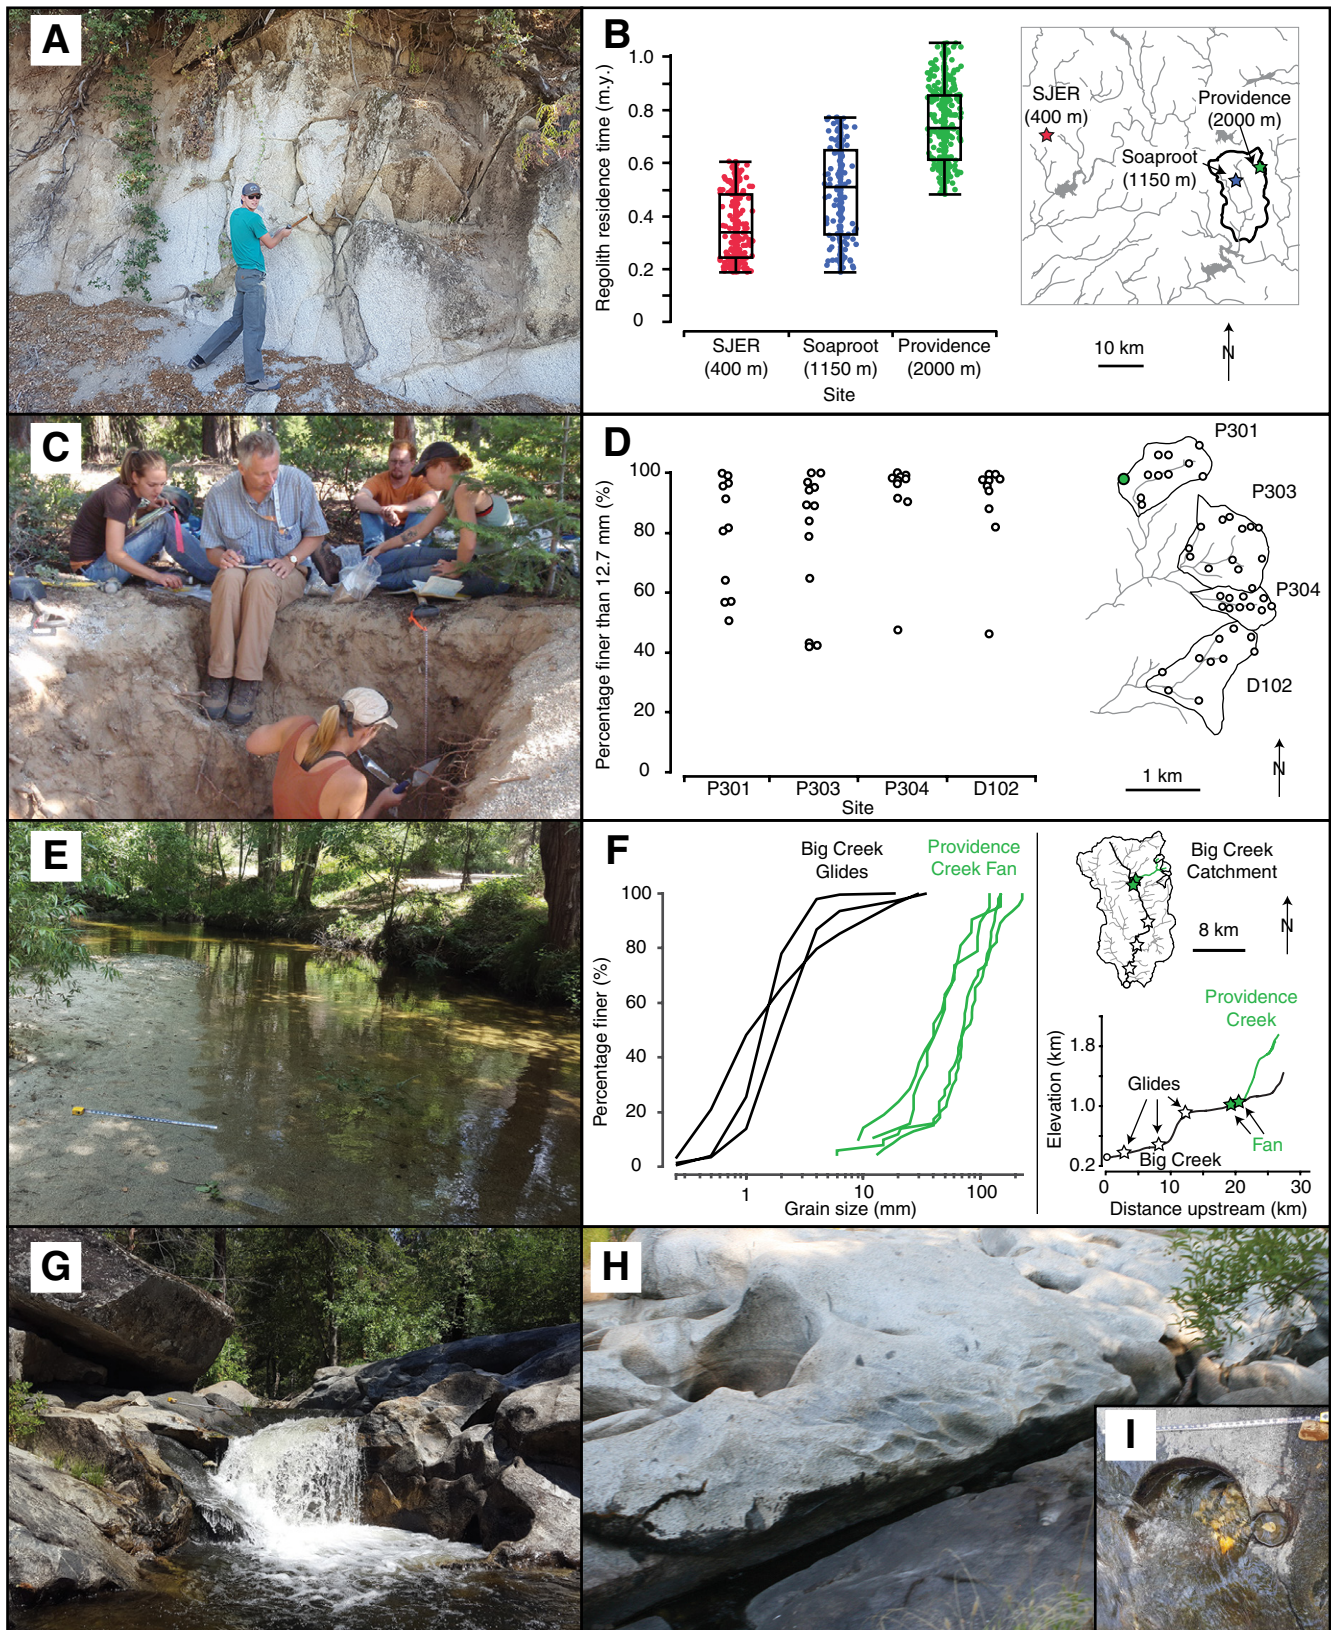 A
B
Regolith residence time (m.y.)
1.0
0.8
0.6
0.4
0.2
0
SJER
(400 m)
Soaproot
(1150 m)
Providence
(2000 m)
Site
SJER
(400 m)
Providence
(2000 m)
Soaproot
(1150 m)
10 km
N
C
D
Percentage finer than 12.7 mm (%)
100
80
60
40
20
0
P301
P303
P304
D102
Site
P301
P303
P304
D102
1 km
N
E
F
Big Creek
Glides
Providence
Creek Fan
Percentage finer (%)
100
80
60
40
20
0
1
10
100
Grain size (mm)
Big Creek
Catchment
8 km
N
Providence
Creek
Elevation (km)
1.8
1.0
0.2
Glides
Fan
Big Creek
0
10
20
30
Distance upstream (km)
G
H
I